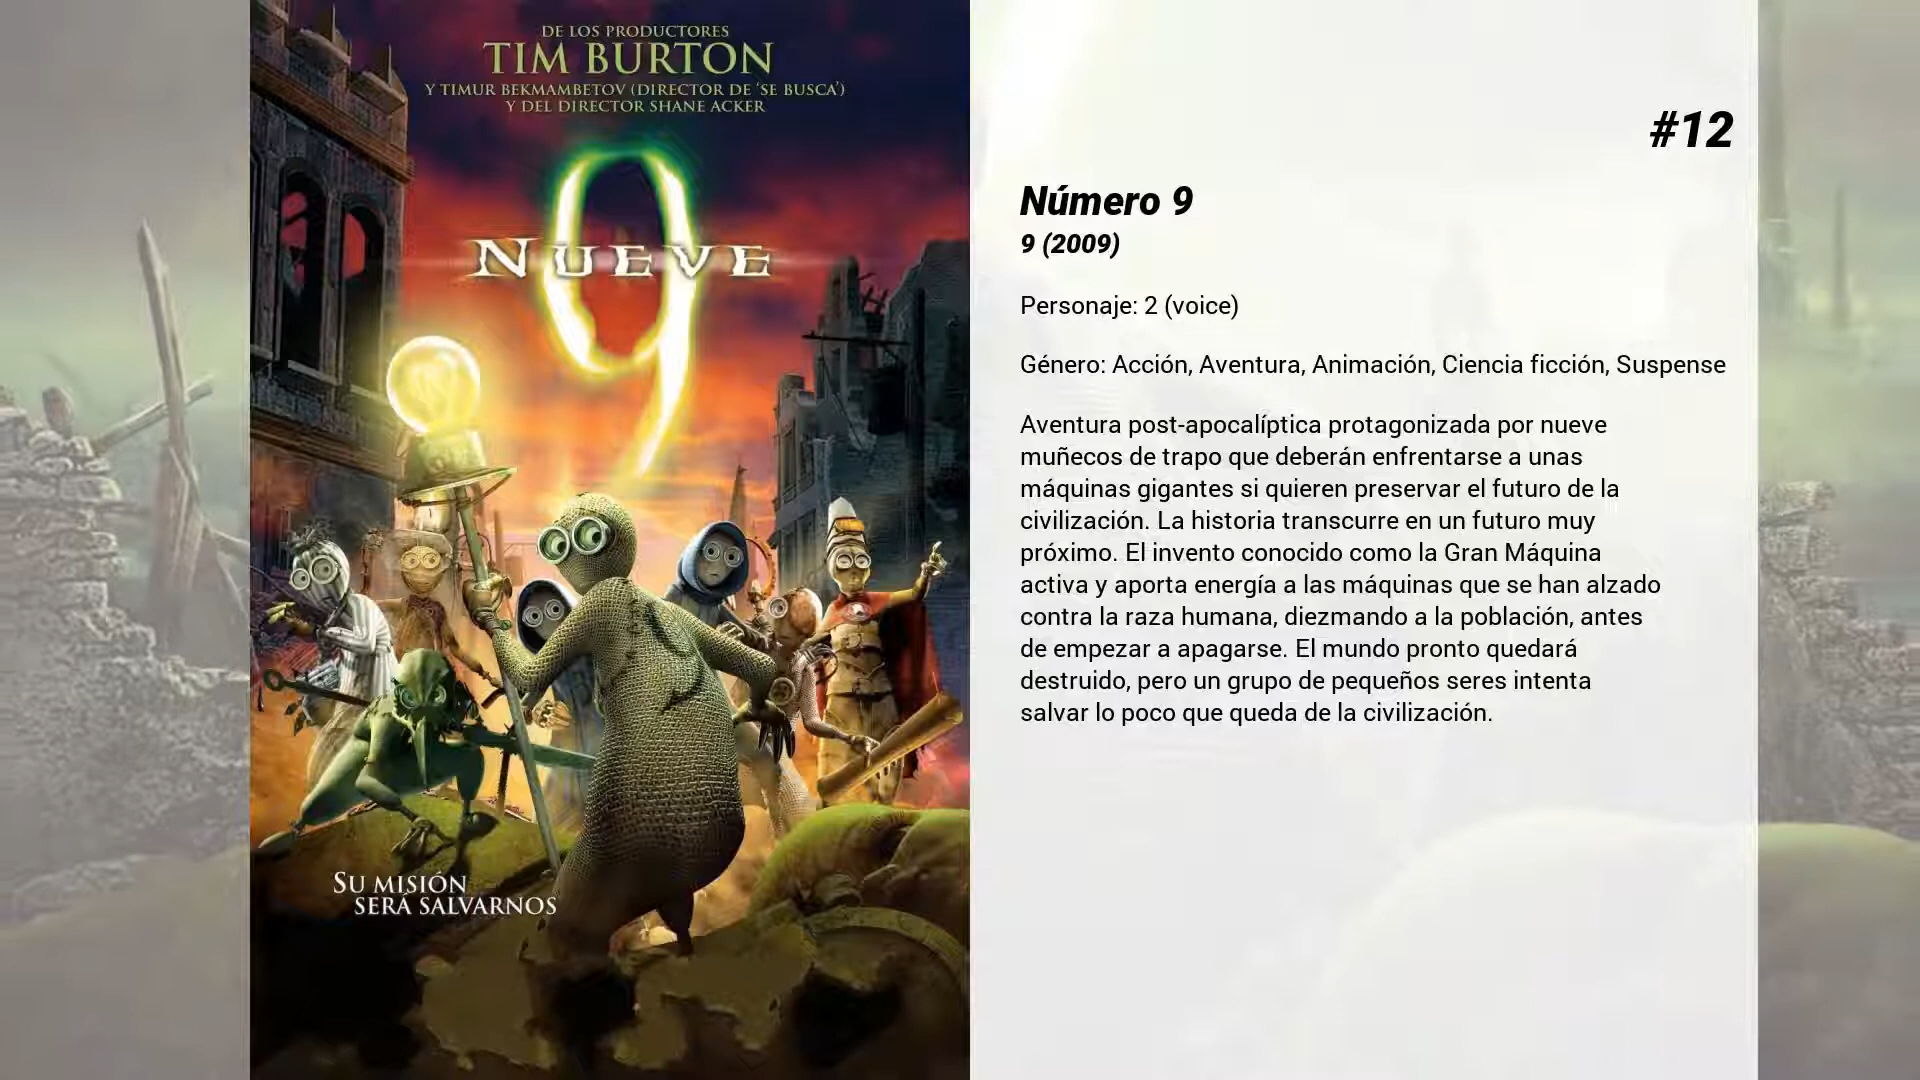 DE LOS PRODUCTORES
TIM BURTON
Y TIMUR BEKMAMBETOV (DIRECTOR DE 'SE BUSCA')
Y DEL DIRECTOR SHANE ACKER
9
NUEVE
SU MISIÓN
SERÁ SALVARNOS
#12
Número 9
9 (2009)
Personaje: 2 (voice)
Género: Acción, Aventura, Animación, Ciencia ficción, Suspense
Aventura post-apocalíptica protagonizada por nueve
muñecos de trapo que deberán enfrentarse a unas
máquinas gigantes si quieren preservar el futuro de la
civilización. La historia transcurre en un futuro muy
próximo. El invento conocido como la Gran Máquina
activa y aporta energía a las máquinas que se han alzado
contra la raza humana, diezmando a la población, antes
de empezar a apagarse. El mundo pronto quedará
destruido, pero un grupo de pequeños seres intenta
salvar lo poco que queda de la civilización.